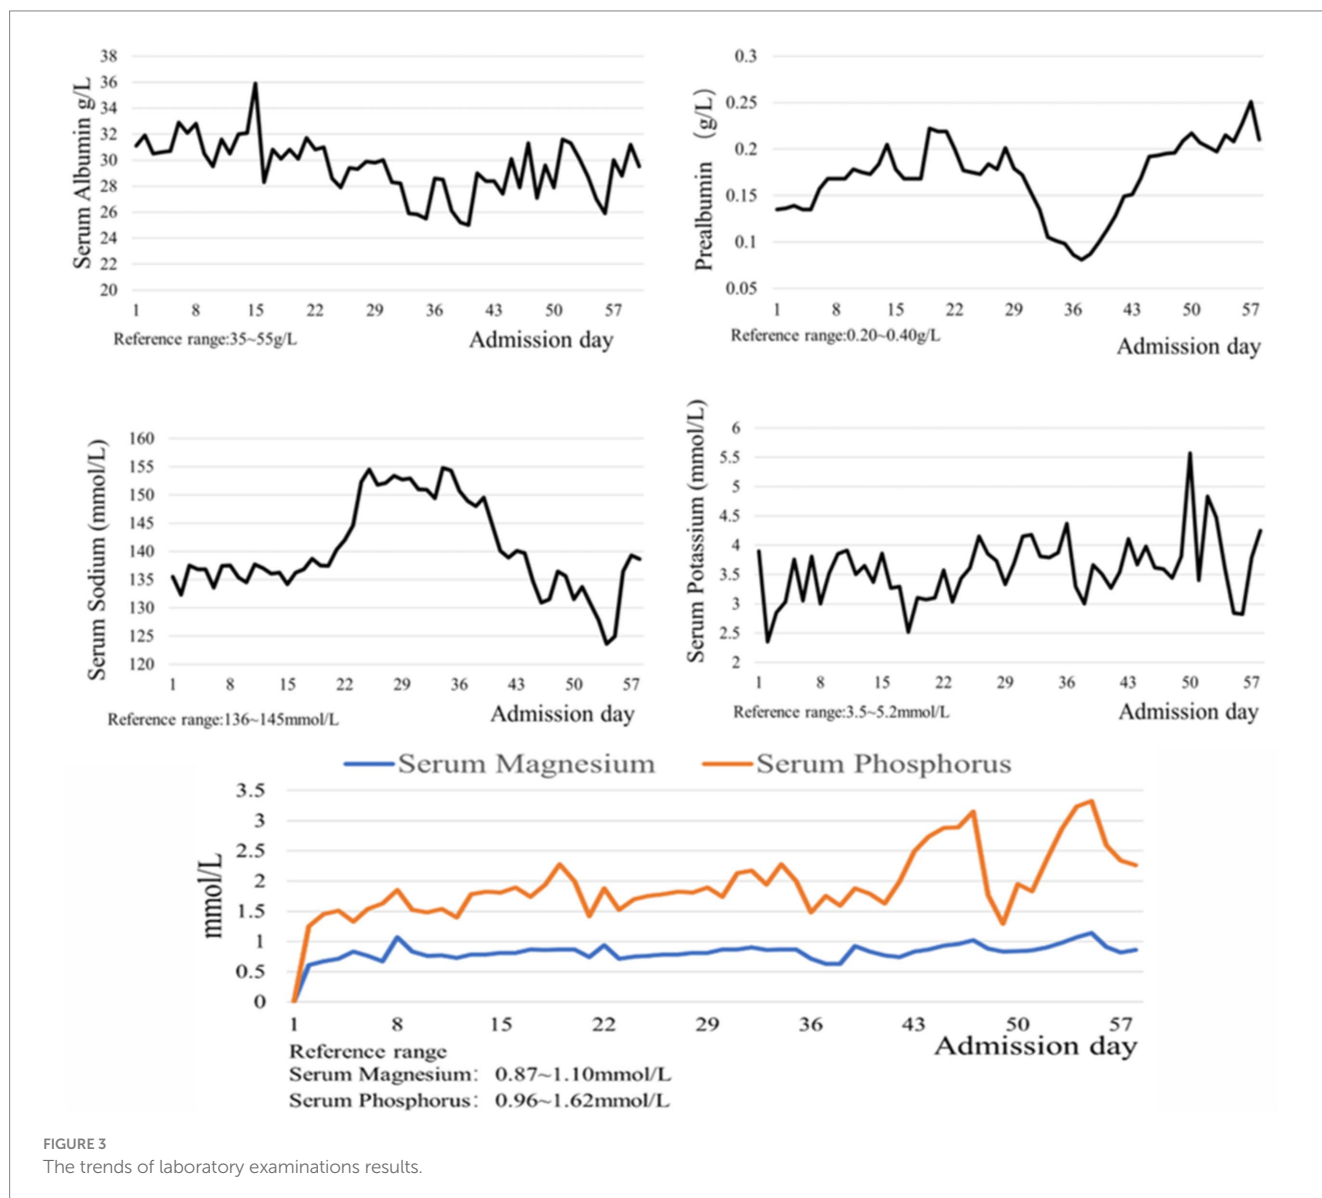 Serum Albumin g/L
38
36
34
32
30
28
26
24
22
20
1 8 15 22 29 36 43 50 57
Reference range:35~55g/L
Admission day
Prealbumin (g/L)
0.3
0.25
0.2
0.15
0.1
0.05
1 8 15 22 29 36 43 50 57
Reference range:0.20~0.40g/L
Admission day
Serum Sodium (mmol/L)
160
155
150
145
140
135
130
125
120
1 8 15 22 29 36 43 50 57
Reference range:136~145mmol/L
Admission day
Serum Potassium (mmol/L)
6
5.5
5
4.5
4
3.5
3
2.5
2
1 8 15 22 29 36 43 50 57
Reference range:3.5~5.2mmol/L
Admission day
Serum Magnesium Serum Phosphorus
mmol/L
3.5
3
2.5
2
1.5
1
0.5
0
1 8 15 22 29 36 43 50 57
Admission day
Reference range
Serum Magnesium: 0.87~1.10mmol/L
Serum Phosphorus: 0.96~1.62mmol/L
FIGURE 3
The trends of laboratory examinations results.